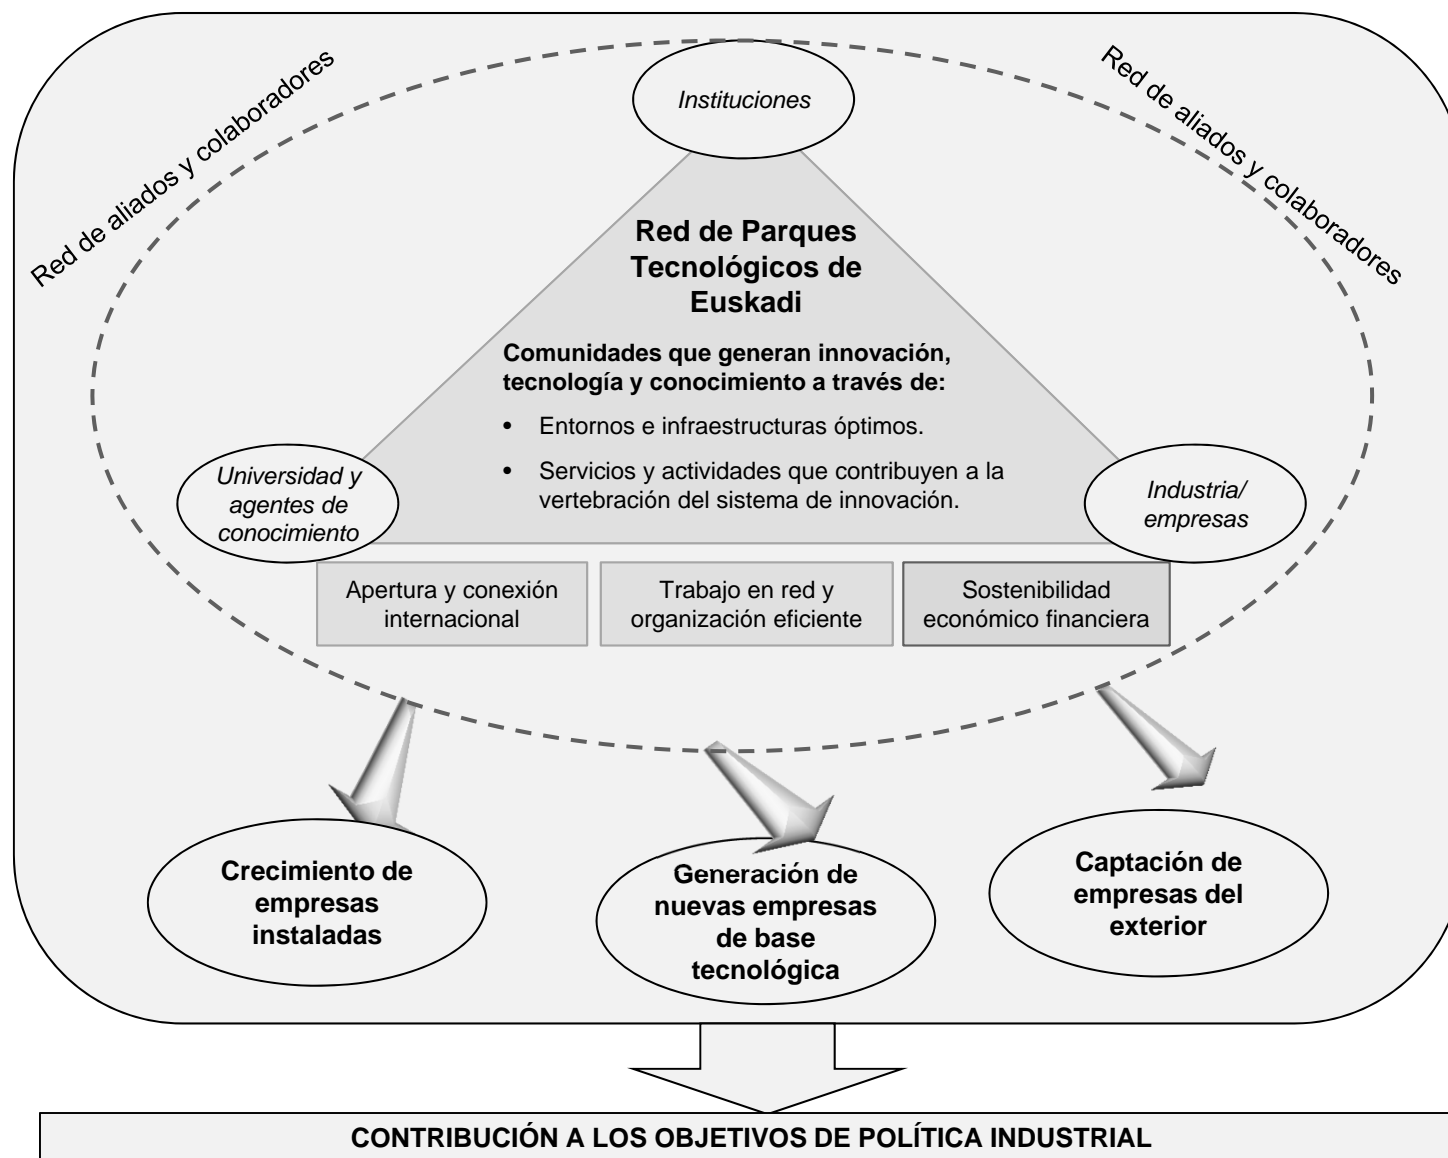 Red de aliados y colaboradores
Red de aliados y colaboradores
Instituciones
Red de Parques
Tecnológicos de
Euskadi
Comunidades que generan innovación,
tecnología y conocimiento a través de:
• Entornos e infraestructuras óptimos.
• Servicios y actividades que contribuyen a la
vertebración del sistema de innovación.
Universidad y
agentes de
conocimiento
Industria/
empresas
Apertura y conexión
internacional
Trabajo en red y
organización eficiente
Sostenibilidad
económico financiera
Crecimiento de
empresas
instaladas
Generación de
nuevas empresas
de base
tecnológica
Captación de
empresas del
exterior
CONTRIBUCIÓN A LOS OBJETIVOS DE POLÍTICA INDUSTRIAL